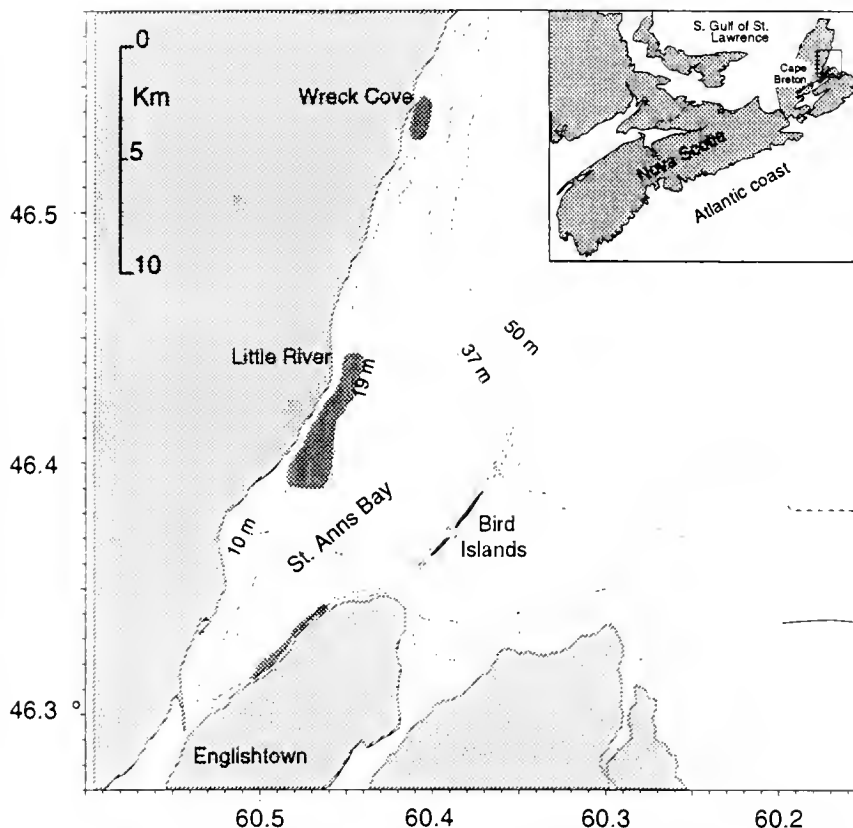 0
Km
5
10
Wreck Cove
S. Gulf of St.
Lawrence
Cape
Breton
Nova Scotia
Atlantic coast
46.5
Little River
19 m
37 m
50 m
46.4
10 m
St. Anns Bay
Bird
Islands
46.3 °
Englishtown
60.5
60.4
60.3
60.2